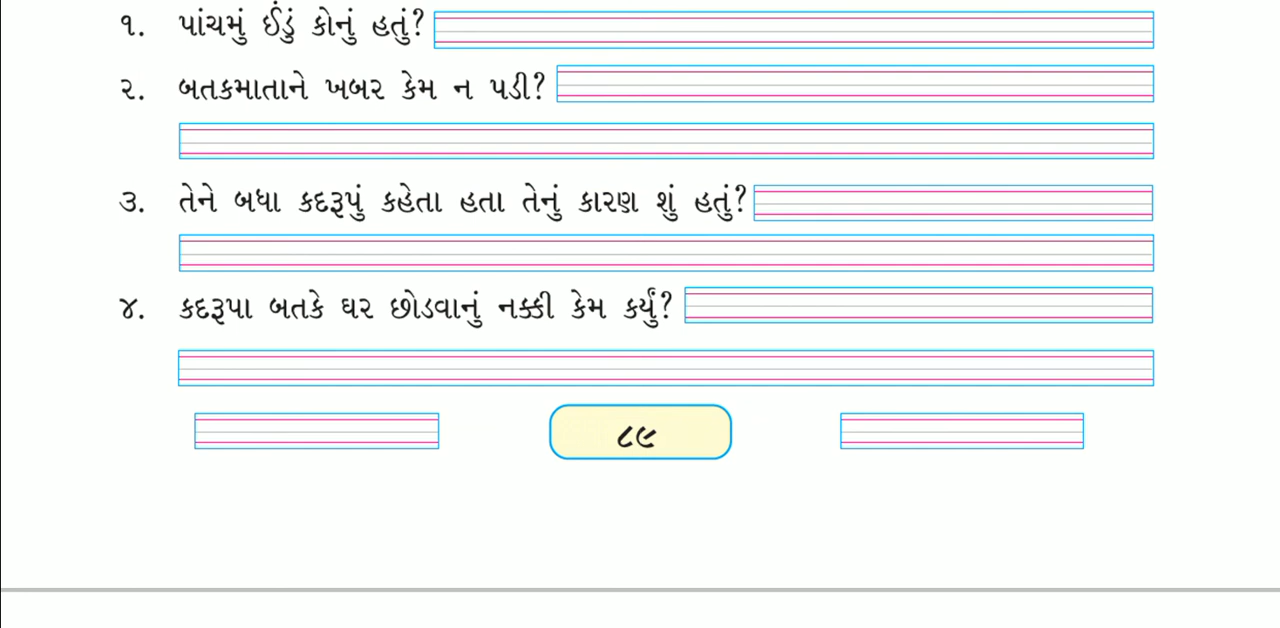 ૧. પાંચમું ઈંડું કોનું હતું?
૨. બતકમાતાને ખબર કેમ ન પડી?
૩. તેને બધા કદરૂપું કહેતા હતા તેનું કારણ શું હતું?
૪. કદરૂપા બતકે ઘર છોડવાનું નક્કી કેમ કર્યું?
૮૯